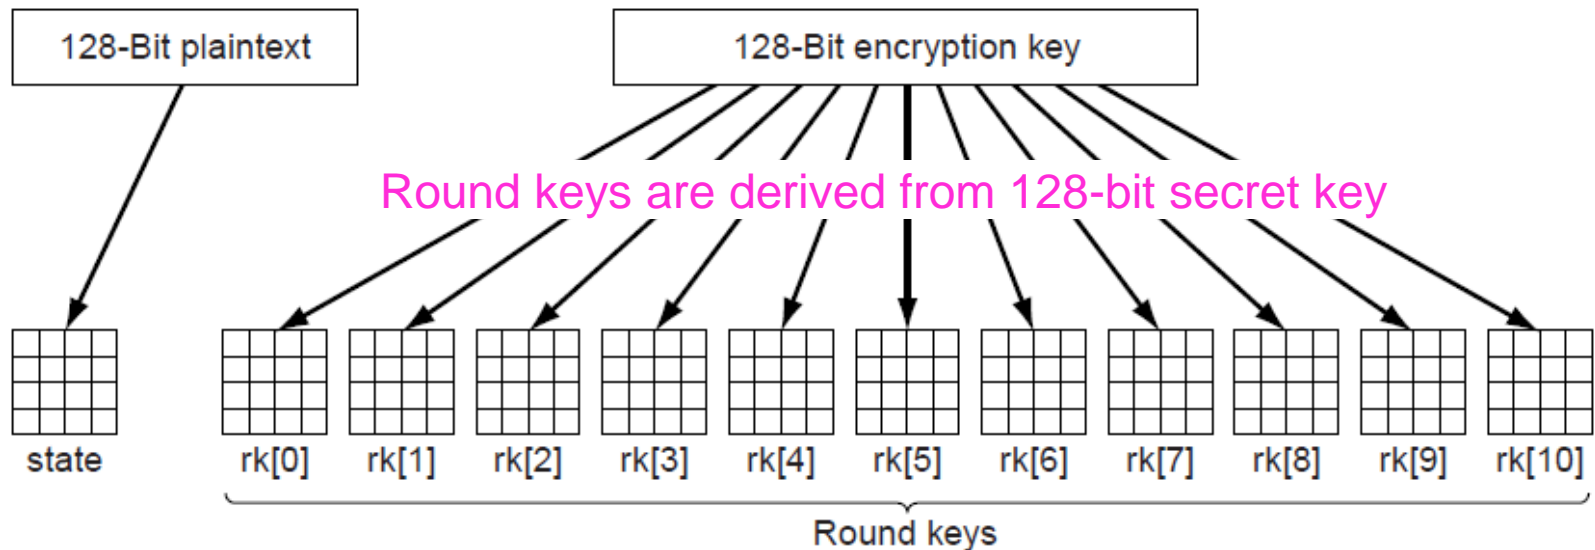 128-Bit plaintext
128-Bit encryption key
Round keys are derived from 128-bit secret key
state
rk[0]
rk[1]
rk[2]
rk[3]
rk[4]
rk[5]
rk[6]
rk[7]
rk[8]
rk[9]
rk[10]
Round keys